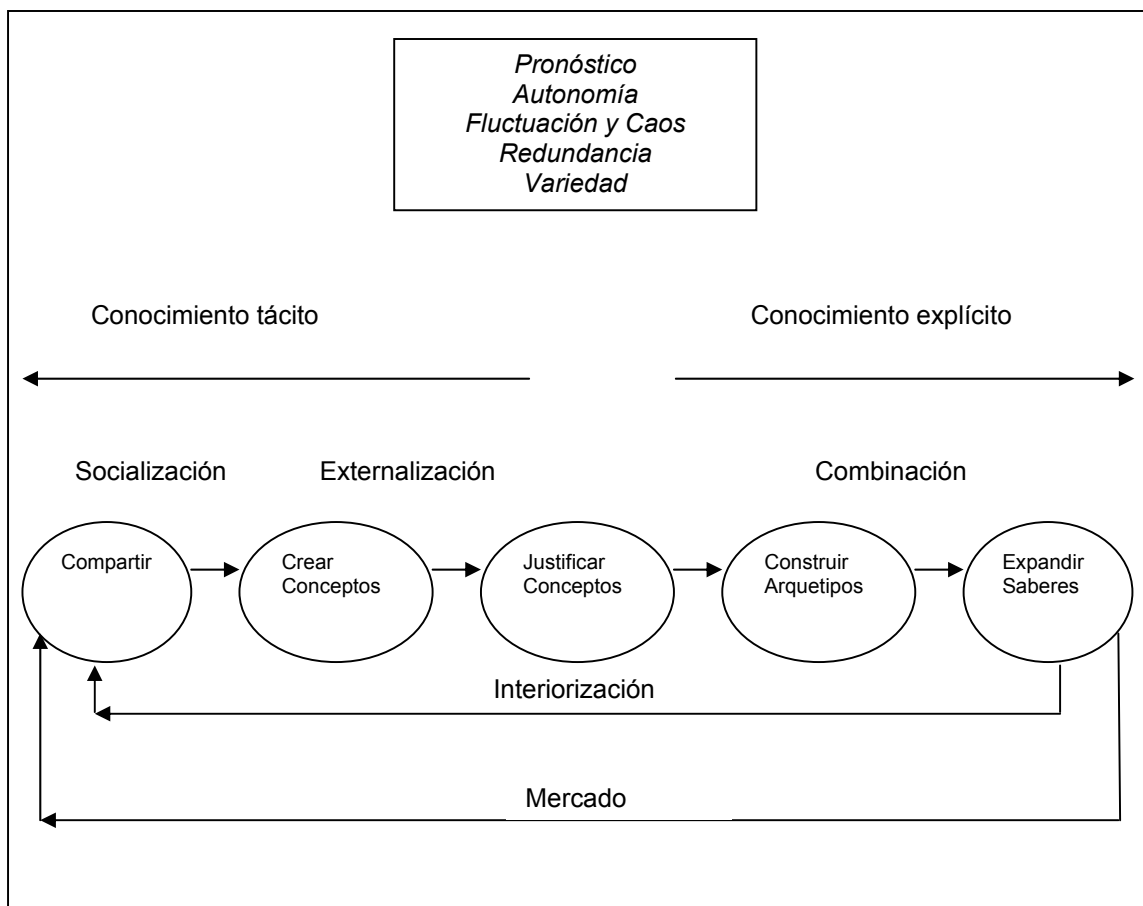 Pronóstico
Autonomía
Fluctuación y Caos
Redundancia
Variedad
Conocimiento tácito
Conocimiento explícito
Socialización
Externalización
Combinación
Compartir
Crear
Conceptos
Justificar
Conceptos
Construir
Arquetipos
Expandir
Saberes
Interiorización
Mercado